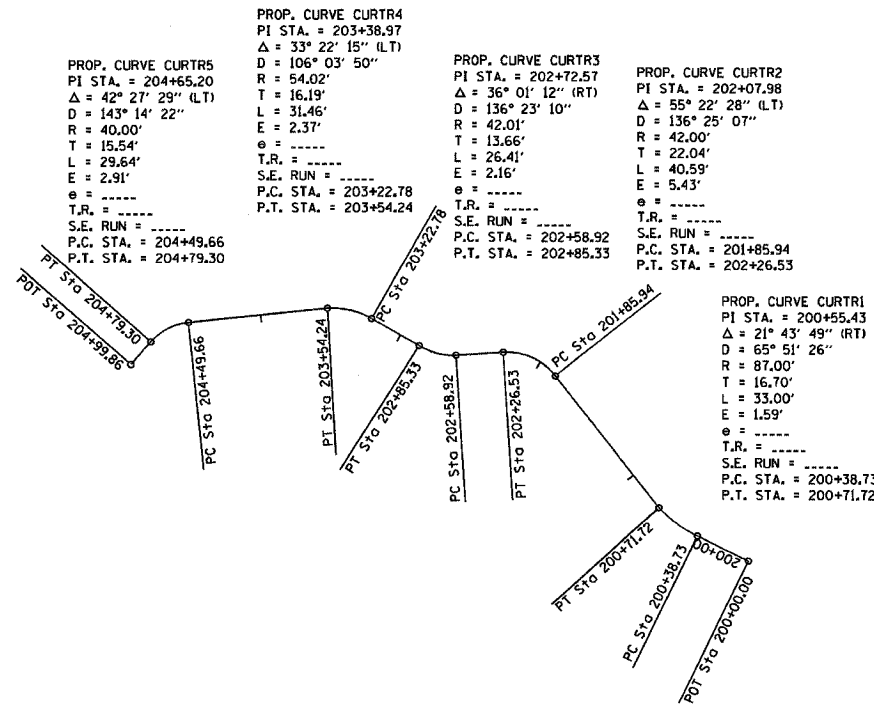 PROP. CURVE CURTR5
PI STA. = 204+65.20
Δ = 42° 27' 29" (LT)
D = 143° 14' 22"
R = 40.00'
T = 15.54'
L = 29.64'
E = 2.91'
e = -----
T.R. = -----
S.E. RUN = -----
P.C. STA. = 204+49.66
P.T. STA. = 204+79.30
PROP. CURVE CURTR4
PI STA. = 203+38.97
Δ = 33° 22' 15" (LT)
D = 106° 03' 50"
R = 54.02'
T = 16.19'
L = 31.46'
E = 2.37'
e = -----
T.R. = -----
S.E. RUN = -----
P.C. STA. = 203+22.78
P.T. STA. = 203+54.24
PROP. CURVE CURTR3
PI STA. = 202+72.57
Δ = 36° 01' 12" (RT)
D = 136° 23' 10"
R = 42.01'
T = 13.66'
L = 26.41'
E = 2.16'
e = -----
T.R. = -----
S.E. RUN = -----
P.C. STA. = 202+58.92
P.T. STA. = 202+85.33
PROP. CURVE CURTR2
PI STA. = 202+07.98
Δ = 55° 22' 28" (LT)
D = 136° 25' 07"
R = 42.00'
T = 22.04'
L = 40.59'
E = 5.43'
e = -----
T.R. = -----
S.E. RUN = -----
P.C. STA. = 201+85.94
P.T. STA. = 202+26.53
PROP. CURVE CURTR1
PI STA. = 200+55.43
Δ = 21° 43' 49" (RT)
D = 65° 51' 26"
R = 87.00'
T = 16.70'
L = 33.00'
E = 1.59'
e = -----
T.R. = -----
S.E. RUN = -----
P.C. STA. = 200+38.73
P.T. STA. = 200+71.72
POT Sta 204+99.86
PT Sta 204+79.30
PC Sta 204+49.66
PT Sta 203+54.24
PC Sta 203+22.78
PT Sta 202+85.33
PC Sta 202+58.92
PT Sta 202+26.53
PC Sta 201+85.94
PT Sta 200+71.72
PC Sta 200+38.73
200+00
POT Sta 200+00.00